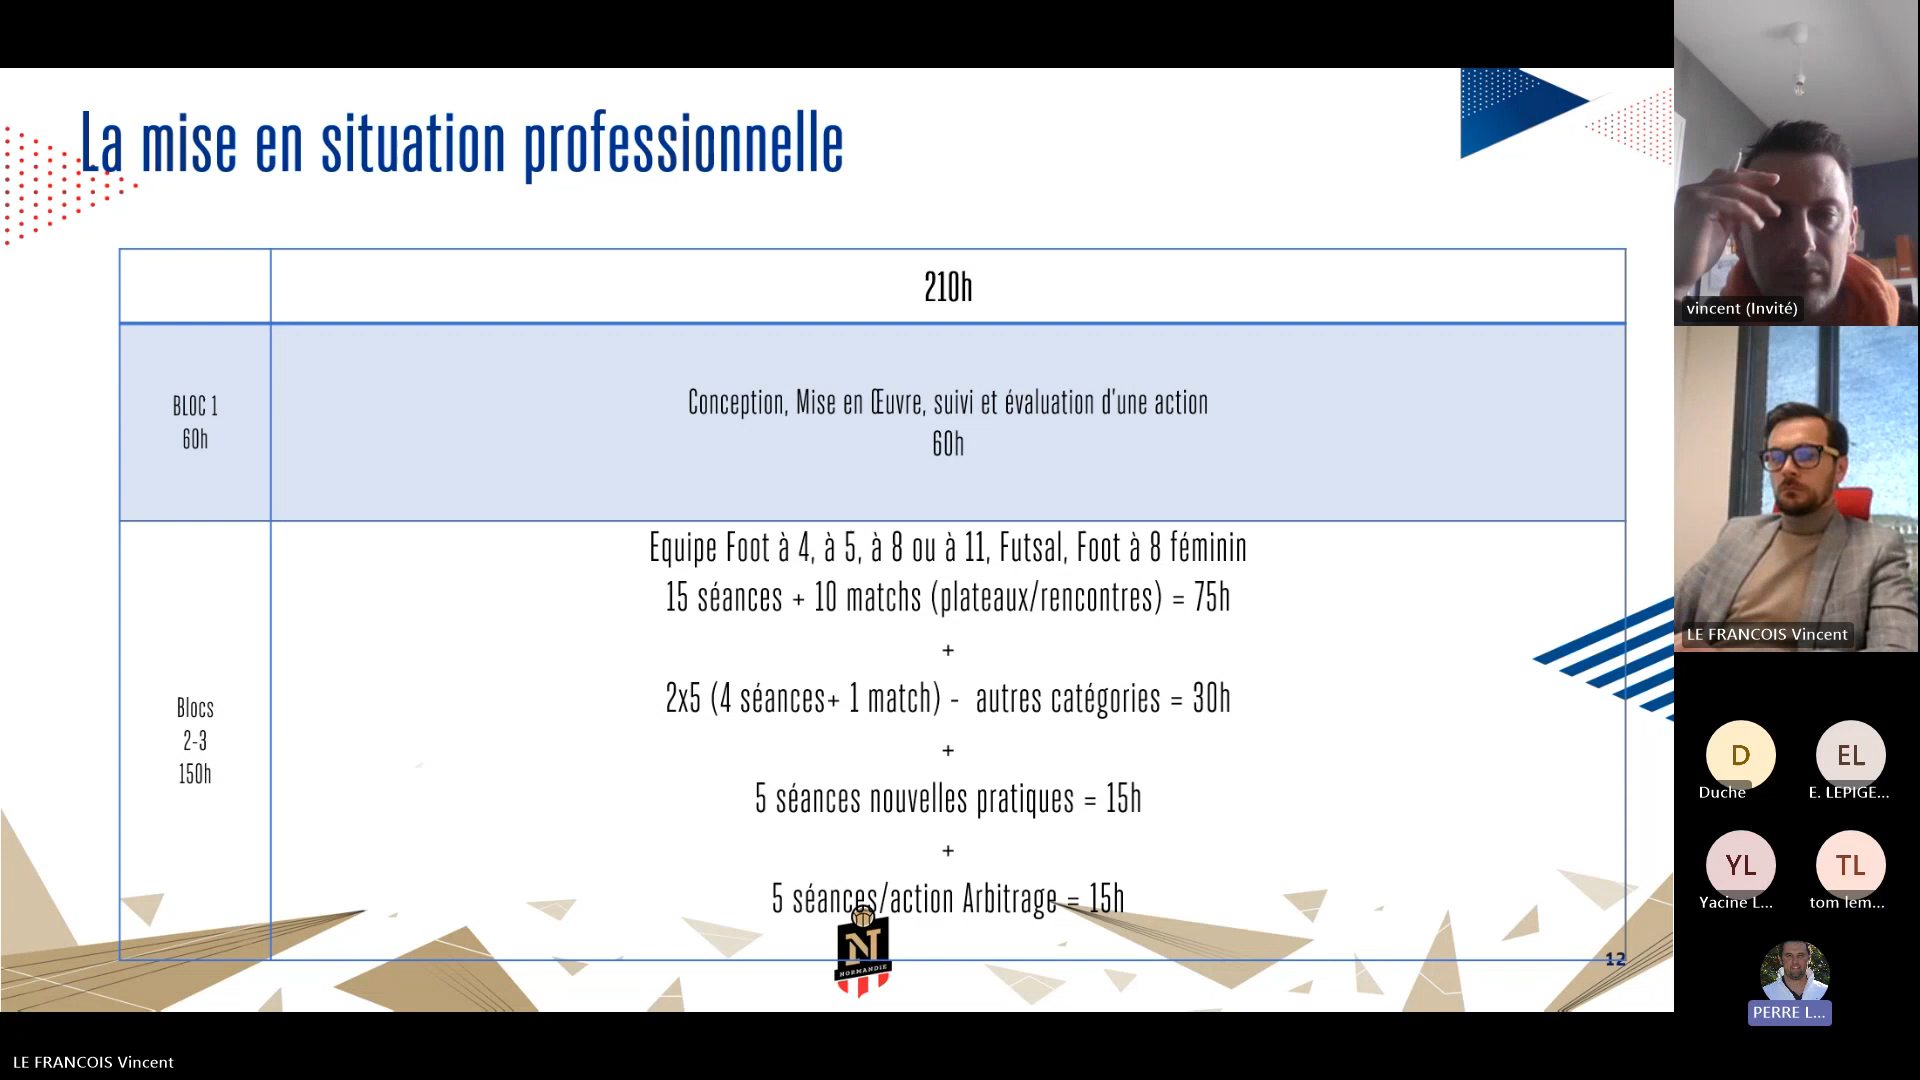 La mise en situation professionnelle
210h
BLOC 1
60h
Conception, Mise en Œuvre, suivi et évaluation d'une action
60h
Blocs
2-3
150h
Equipe Foot à 4, à 5, à 8 ou à 11, Futsal, Foot à 8 féminin
15 séances + 10 matchs (plateaux/rencontres) = 75h
+
2x5 (4 séances+ 1 match) - autres catégories = 30h
+
5 séances nouvelles pratiques = 15h
+
5 séances/action Arbitrage = 15h
N
NORMANDIE
12
vincent (Invité)
LE FRANCOIS Vincent
D
Duche
EL
E. LEPIGE...
YL
Yacine L...
TL
tom lem...
PERRE L...
LE FRANCOIS Vincent